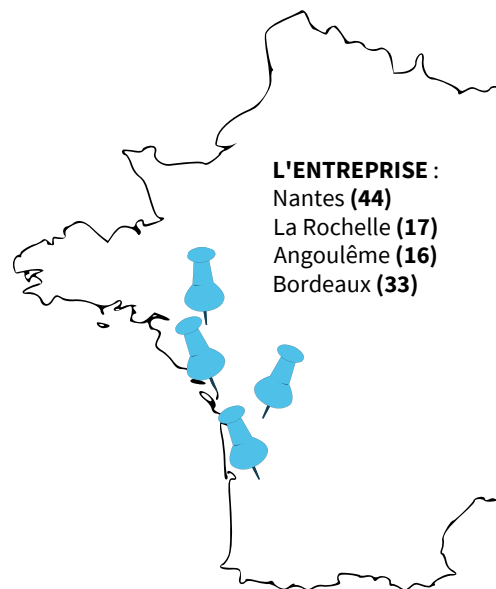 L'ENTREPRISE :
Nantes (44)
La Rochelle (17)
Angoulême (16)
Bordeaux (33)